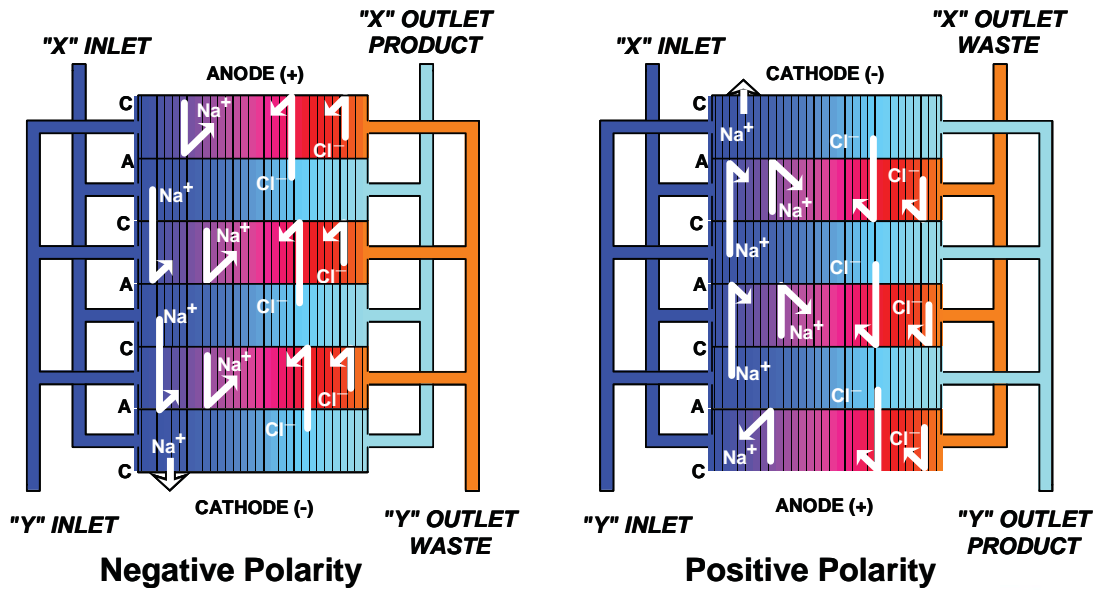 "X" OUTLET
PRODUCT
"X" INLET
ANODE (+)
C
Na⁺
Cl⁻
A
Cl⁻
Na⁺
C
Na⁺
Cl⁻
A
Cl⁻
Na⁺
C
Na⁺
Cl⁻
A
Cl⁻
Na⁺
C
CATHODE (-)
"Y" INLET
"Y" OUTLET
WASTE
Negative Polarity
"X" OUTLET
WASTE
"X" INLET
CATHODE (-)
C
Na⁺
Cl⁻
A
Cl⁻
Na⁺
C
Na⁺
Cl⁻
A
Cl⁻
Na⁺
C
Na⁺
Cl⁻
A
Cl⁻
Na⁺
C
ANODE (+)
"Y" INLET
"Y" OUTLET
PRODUCT
Positive Polarity